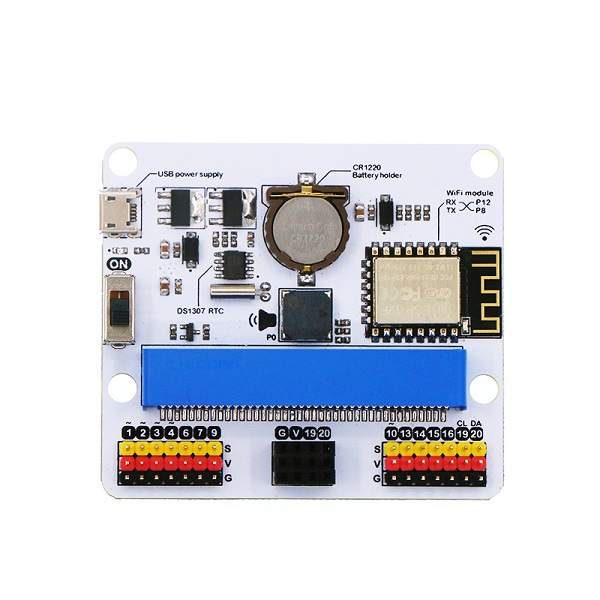 USB power supply
CR1220
Battery holder
WiFi module
RX P12
TX P8
CR1220
ON
DS1307 RTC
P0
~ ~ ~ ~
1 2 3 4 6 7 9
G V 19 20
~ CL DA
10 13 14 15 16 19 20
S
V
G
S
V
G